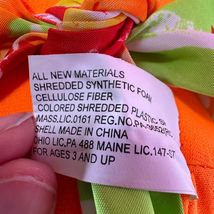 ALL NEW MATERIALS
SHREDDED SYNTHETIC FOAM
CELLULOSE FIBER
COLORED SHREDDED PLASTIC
MASS.LIC.0161 REG.NO.
SHELL MADE IN CHINA
OHIO LIC.PA 488 MAINE LIC.147-07
FOR AGES 3 AND UP